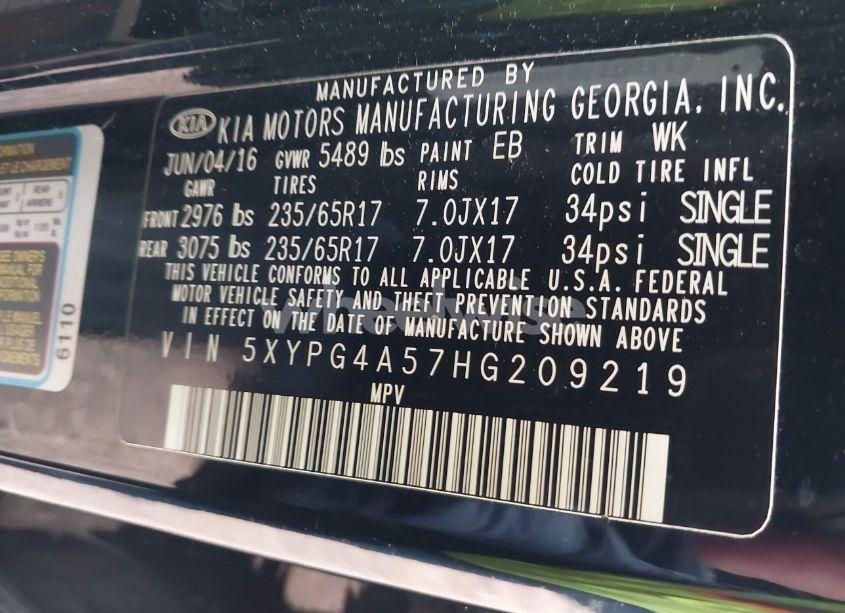 MANUFACTURED BY
KIA KIA MOTORS MANUFACTURING GEORGIA, INC.
JUN/04/16 GVWR 5489 lbs PAINT EB TRIM WK
GAWR TIRES RIMS COLD TIRE INFL
FRONT 2976 lbs 235/65R17 7.0JX17 34psi SINGLE
REAR 3075 lbs 235/65R17 7.0JX17 34psi SINGLE
THIS VEHICLE CONFORMS TO ALL APPLICABLE U.S.A. FEDERAL
MOTOR VEHICLE SAFETY AND THEFT PREVENTION STANDARDS
IN EFFECT ON THE DATE OF MANUFACTURE SHOWN ABOVE
VIN 5XYPG4A57HG209219
MPV
6110